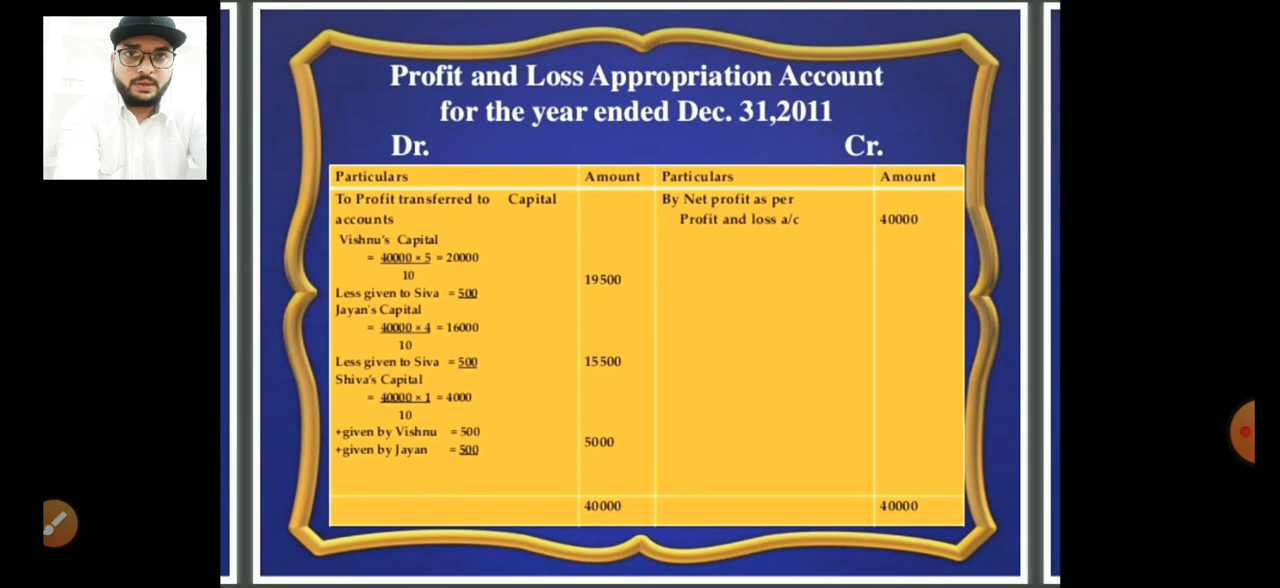 Profit and Loss Appropriation Account
for the year ended Dec. 31,2011
Dr. Cr.
Particulars Amount Particulars Amount
To Profit transferred to Capital
accounts
Vishnu's Capital
= 40000 × 5 = 20000
10
Less given to Siva = 500
19500
Jayan's Capital
= 40000 × 4 = 16000
10
Less given to Siva = 500
15500
Shiva's Capital
= 40000 × 1 = 4000
10
+given by Vishnu = 500
+given by Jayan = 500
5000
40000
By Net profit as per
Profit and loss a/c 40000
40000